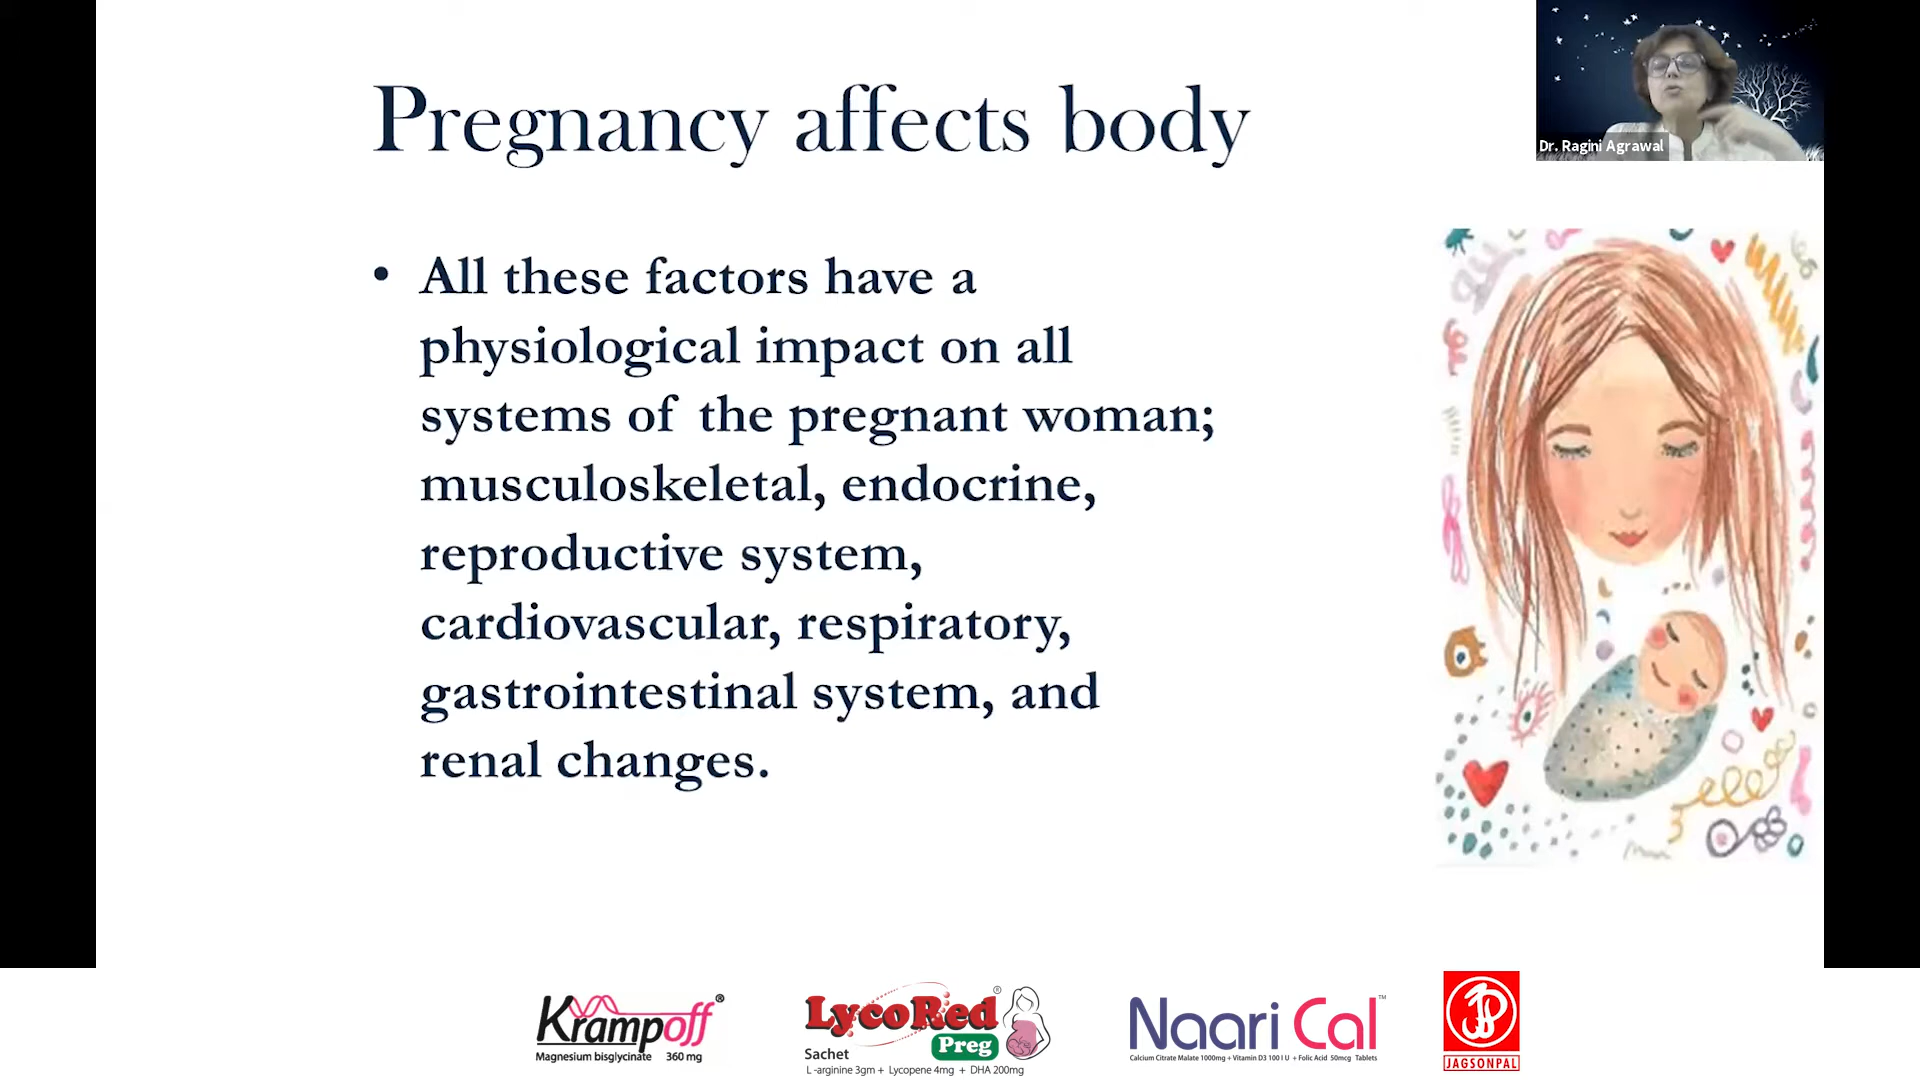 Pregnancy affects body
Dr. Ragini Agrawal
• All these factors have a
physiological impact on all
systems of the pregnant woman;
musculoskeletal, endocrine,
reproductive system,
cardiovascular, respiratory,
gastrointestinal system, and
renal changes.
Krampoff®
Magnesium bisglycinate 360 mg
LycoRed®
Preg
Sachet
L-arginine 3gm + Lycopene 4mg + DHA 200mg
Naari Cal™
Calcium Citrate Malate 1000mg + Vitamin D3 100 I U + Folic Acid 50mcg Tablets
JAGSONPAL